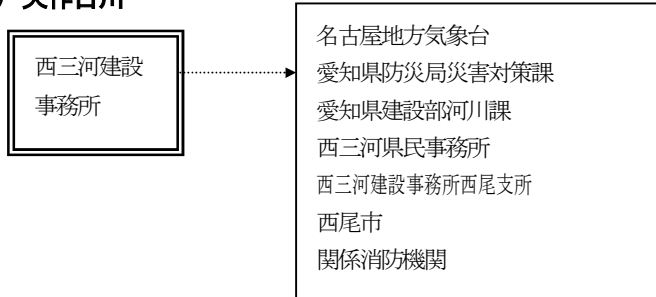 西三河建設
事務所
名古屋地方気象台
愛知県防災局災害対策課
愛知県建設部河川課
西三河県民事務所
西三河建設事務所西尾支所
西尾市
関係消防機関